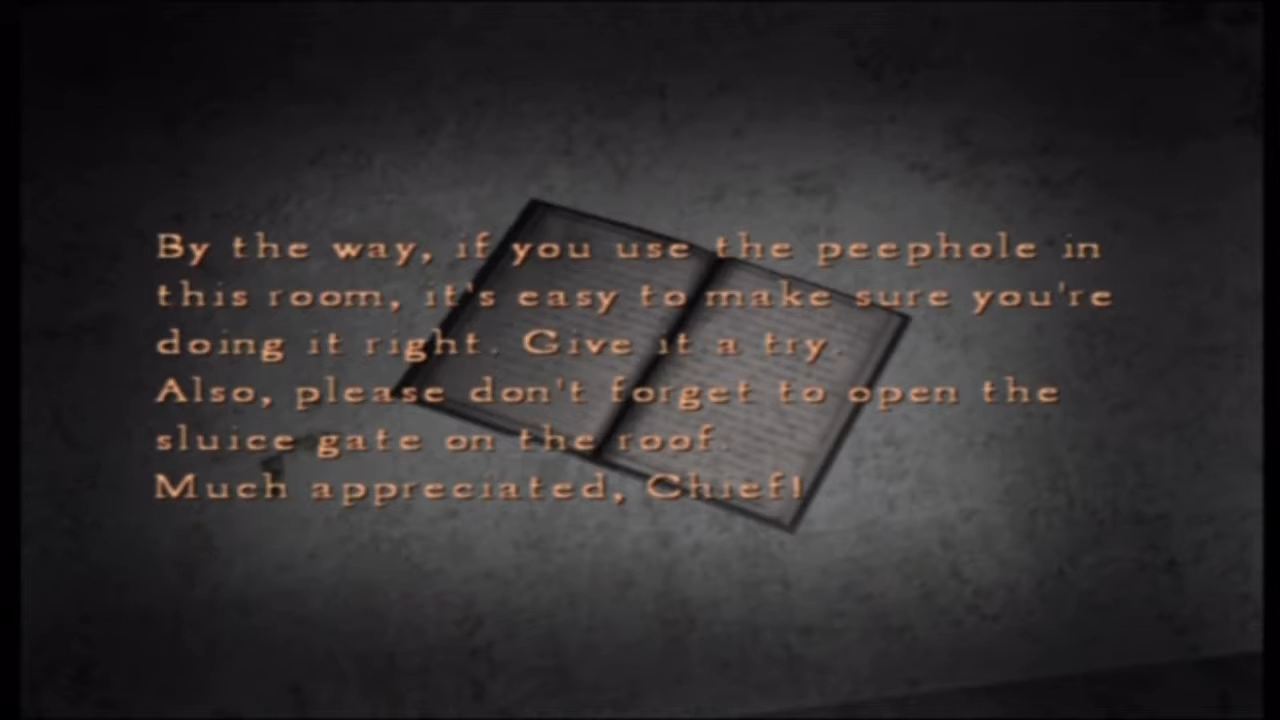 By the way, if you use the peephole in
this room, it's easy to make sure you're
doing it right. Give it a try.
Also, please don't forget to open the
sluice gate on the roof.
Much appreciated, Chief!